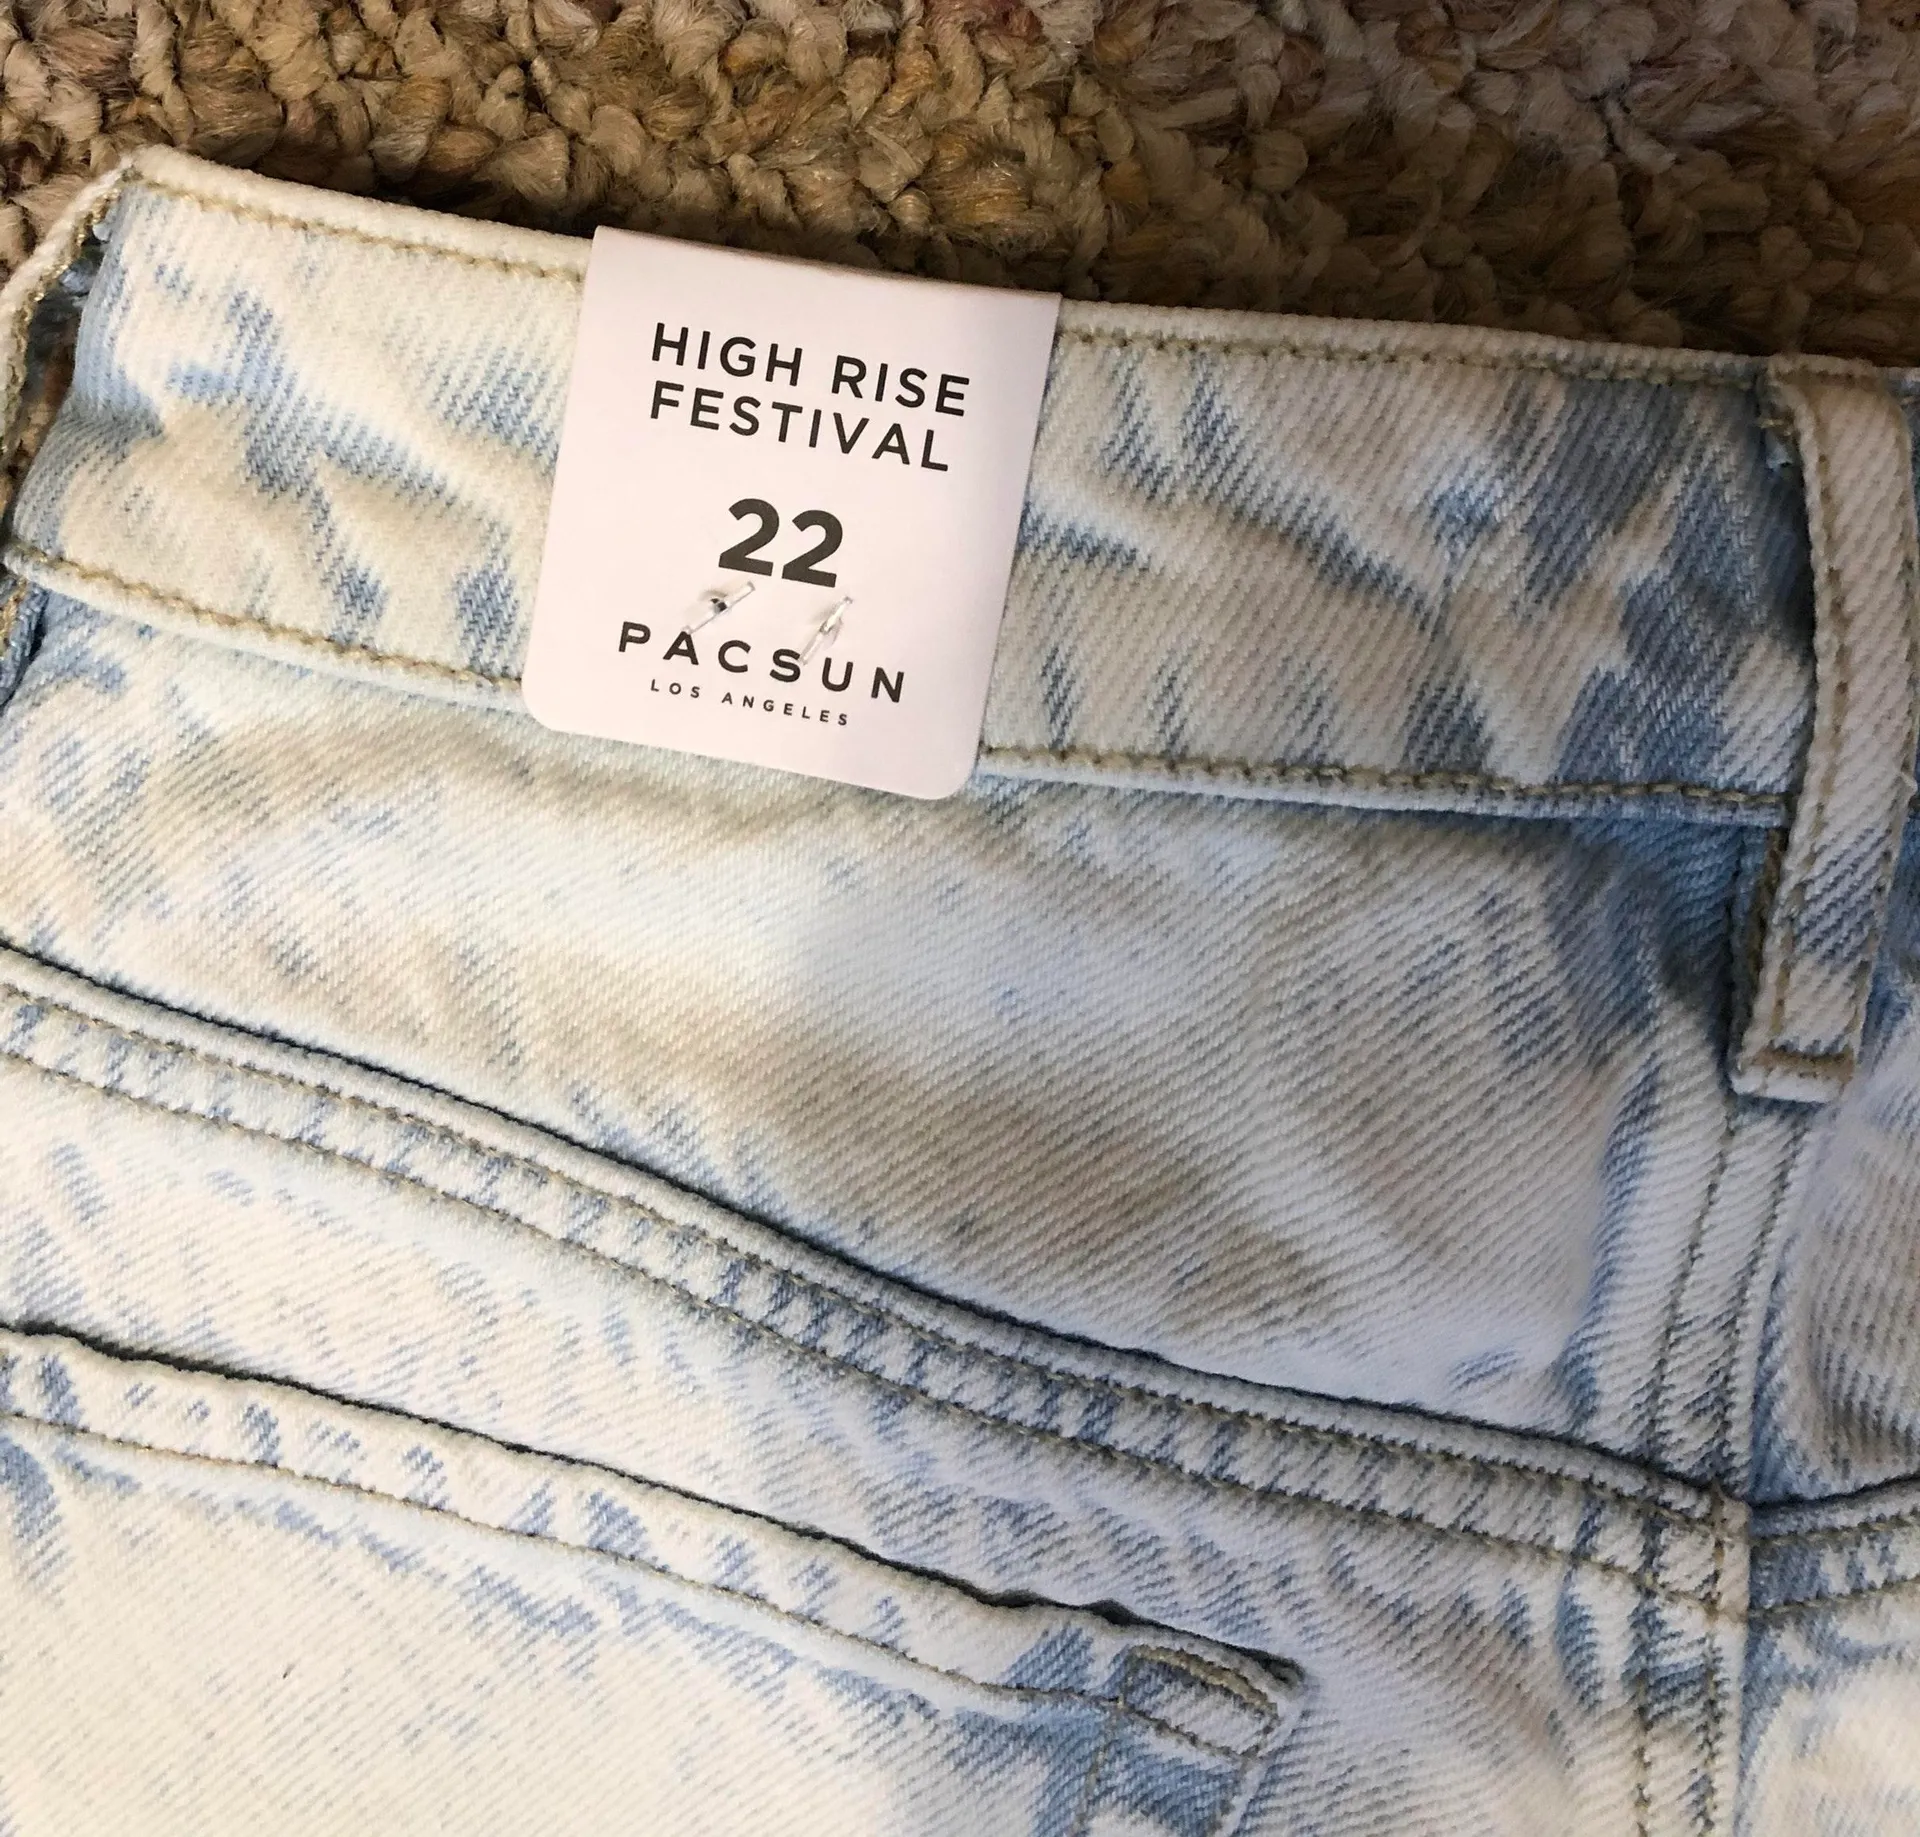 HIGH RISE
FESTIVAL
22
PACSUN
LOS ANGELES